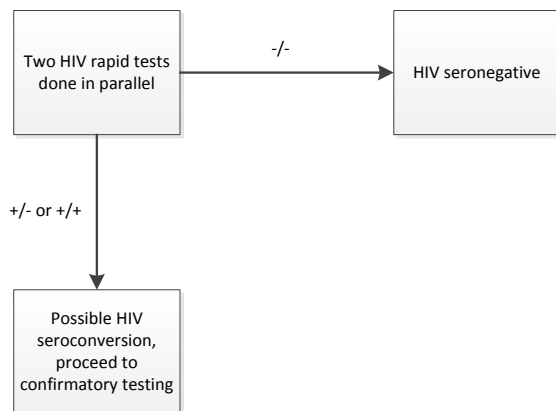 Two HIV rapid tests
done in parallel
-/-
HIV seronegative
+/- or +/+
Possible HIV
seroconversion,
proceed to
confirmatory testing